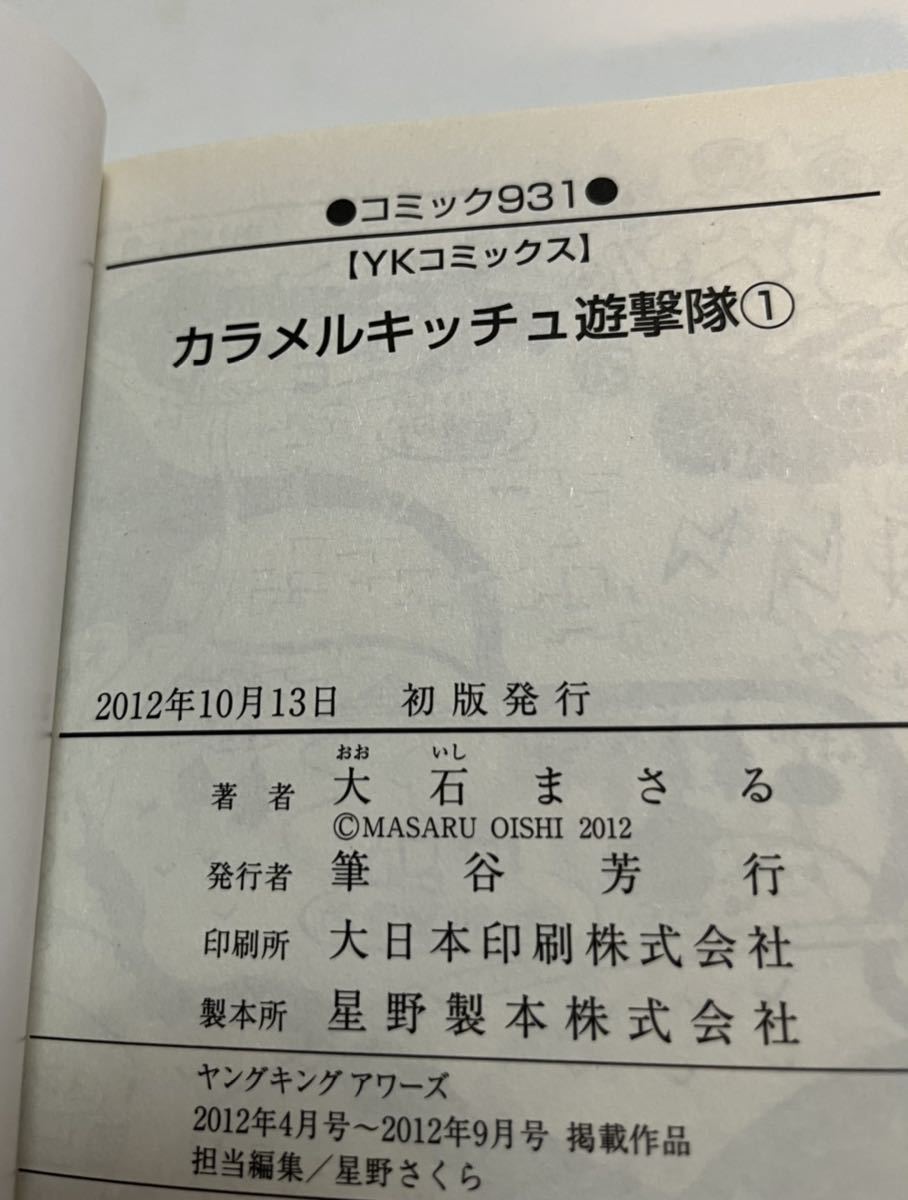 ●コミック931●
【YKコミックス】
カラメルキッチュ遊撃隊①
2012年10月13日 初版発行
おお いし
著者 大石まさる
©MASARU OISHI 2012
発行者 筆谷芳行
印刷所 大日本印刷株式会社
製本所 星野製本株式会社
ヤングキング アワーズ
2012年4月号〜2012年9月号 掲載作品
担当編集/星野さくら